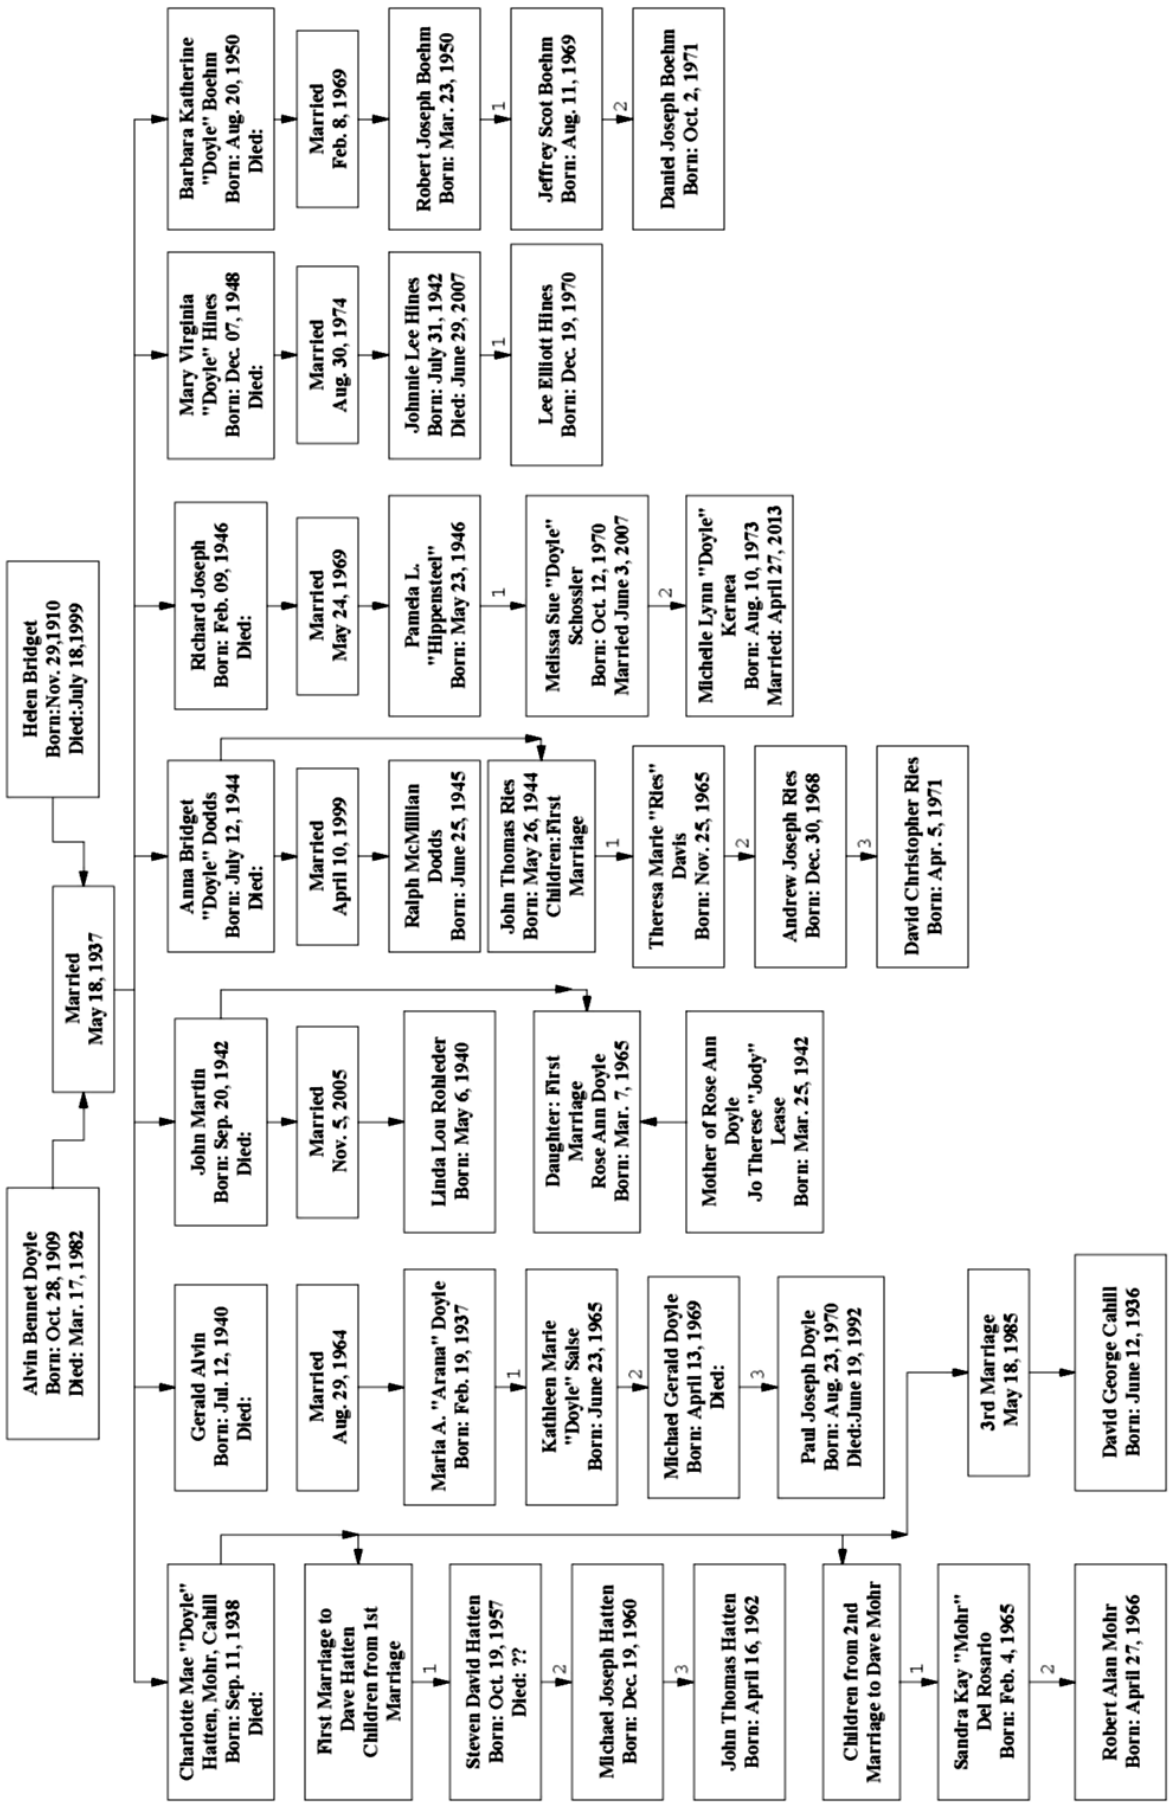 Alvin Bennet Doyle
Born: Oct. 28, 1909
Died: Mar. 17, 1982
Helen Bridget
Born:Nov. 29,1910
Died:July 18,1999
Married
May 18, 1937
Charlotte Mae "Doyle"
Hatten, Mohr, Cahill
Born: Sep. 11, 1938
Died:
First Marriage to
Dave Hatten
Children from 1st
Marriage
1
Steven David Hatten
Born: Oct. 19, 1957
Died: ??
2
Michael Joseph Hatten
Born: Dec. 19, 1960
3
John Thomas Hatten
Born: April 16, 1962
Children from 2nd
Marriage to Dave Mohr
1
Sandra Kay "Mohr"
Del Rosario
Born: Feb. 4, 1965
2
Robert Alan Mohr
Born: April 27, 1966
3rd Marriage
May 18, 1985
David George Cahill
Born: June 12, 1936
Gerald Alvin
Born: Jul. 12, 1940
Died:
Married
Aug. 29, 1964
Maria A. "Arana" Doyle
Born: Feb. 19, 1937
1
Kathleen Marie
"Doyle" Salse
Born: June 23, 1965
2
Michael Gerald Doyle
Born: April 13, 1969
Died:
3
Paul Joseph Doyle
Born: Aug. 23, 1970
Died:June 19, 1992
John Martin
Born: Sep. 20, 1942
Died:
Married
Nov. 5, 2005
Linda Lou Rohleder
Born: May 6, 1940
Daughter: First
Marriage
Rose Ann Doyle
Born: Mar. 7, 1965
Mother of Rose Ann
Doyle
Jo Therese "Jody"
Lease
Born: Mar. 25, 1942
Anna Bridget
"Doyle" Dodds
Born: July 12, 1944
Died:
Married
April 10, 1999
Ralph McMillian
Dodds
Born: June 25, 1945
John Thomas Ries
Born: May 26, 1944
Children:First
Marriage
1
Theresa Marie "Ries"
Davis
Born: Nov. 25, 1965
2
Andrew Joseph Ries
Born: Dec. 30, 1968
3
David Christopher Ries
Born: Apr. 5, 1971
Richard Joseph
Born: Feb. 09, 1946
Died:
Married
May 24, 1969
Pamela L.
"Hippensteel"
Born: May 23, 1946
1
Melissa Sue "Doyle"
Schossler
Born: Oct. 12, 1970
Married June 3, 2007
2
Michelle Lynn "Doyle"
Kernea
Born: Aug. 10, 1973
Married: April 27, 2013
Mary Virginia
"Doyle" Hines
Born: Dec. 07, 1948
Died:
Married
Aug. 30, 1974
Johnnie Lee Hines
Born: July 31, 1942
Died: June 29, 2007
1
Lee Elliott Hines
Born: Dec. 19, 1970
Barbara Katherine
"Doyle" Boehm
Born: Aug. 20, 1950
Died:
Married
Feb. 8, 1969
Robert Joseph Boehm
Born: Mar. 23, 1950
1
Jeffrey Scot Boehm
Born: Aug. 11, 1969
2
Daniel Joseph Boehm
Born: Oct. 2, 1971